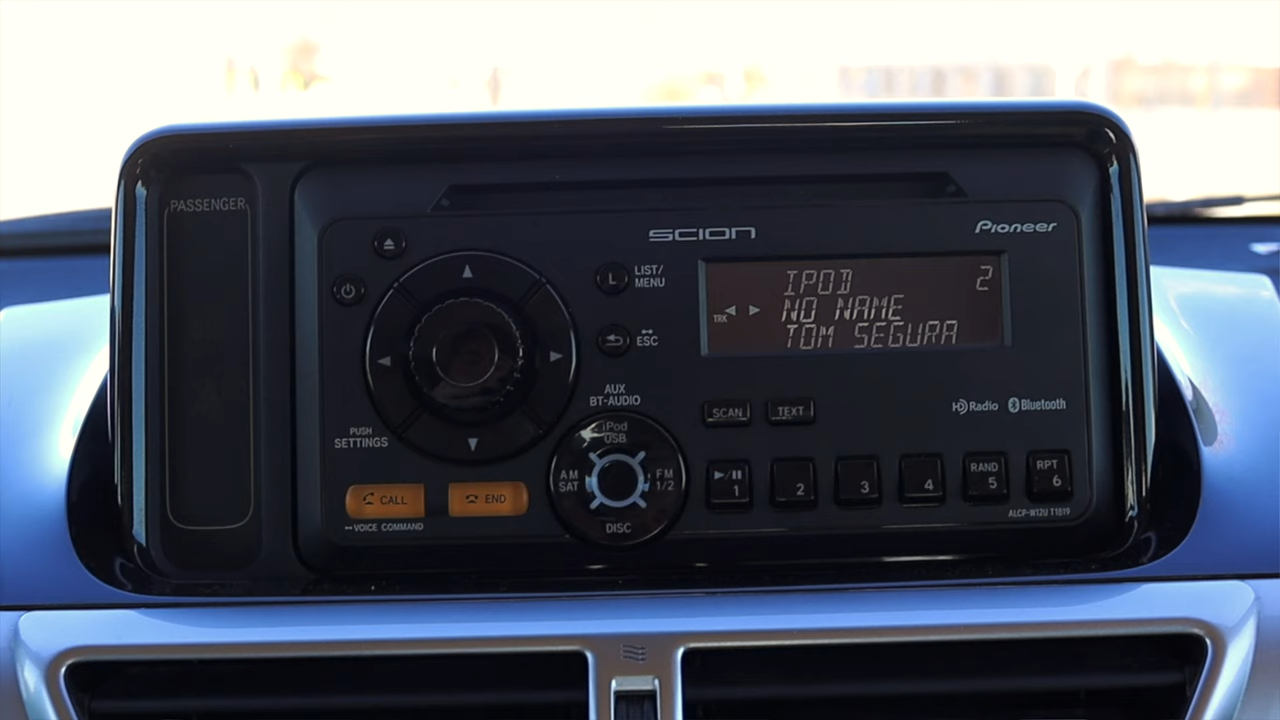 PASSENGER
SCION
Pioneer
LIST/
MENU
L
ESC
IPOD 2
NO NAME
TRK
TOM SEGURA
AUX
BT-AUDIO
iPod
USB
AM
SAT
FM
1/2
DISC
SCAN
TEXT
HD Radio
Bluetooth
PUSH
SETTINGS
CALL
END
VOICE COMMAND
1
2
3
4
RAND
5
RPT
6
ALCP-W12U T1819